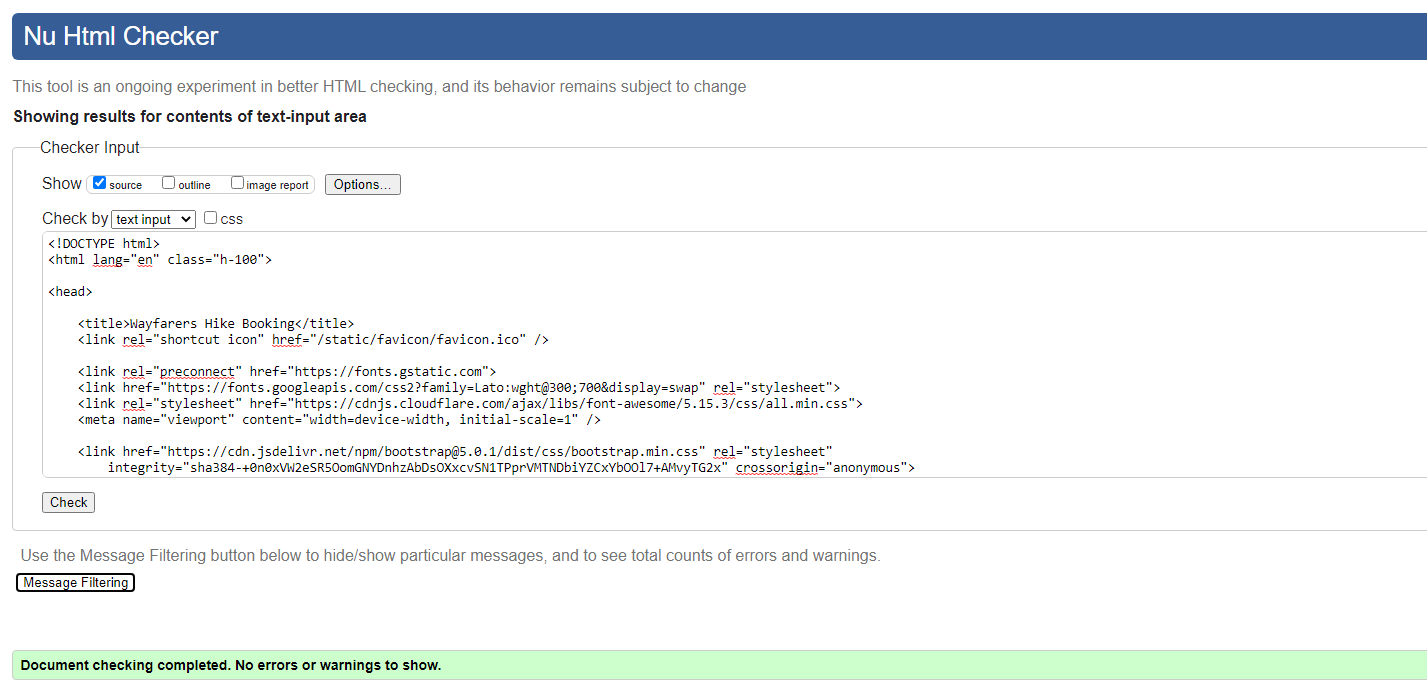 Nu Html Checker
This tool is an ongoing experiment in better HTML checking, and its behavior remains subject to change
Showing results for contents of text-input area
Checker Input
Show source outline image report Options...
Check by text input css
<!DOCTYPE html>
<html lang="en" class="h-100">
<head>
<title>Wayfarers Hike Booking</title>
<link rel="shortcut icon" href="/static/favicon/favicon.ico" />
<link rel="preconnect" href="https://fonts.gstatic.com">
<link href="https://fonts.googleapis.com/css2?family=Lato:wght@300;700&display=swap" rel="stylesheet">
<link rel="stylesheet" href="https://cdnjs.cloudflare.com/ajax/libs/font-awesome/5.15.3/css/all.min.css">
<meta name="viewport" content="width=device-width, initial-scale=1" />
<link href="https://cdn.jsdelivr.net/npm/bootstrap@5.0.1/dist/css/bootstrap.min.css" rel="stylesheet"
integrity="sha384-+0n0xVW2eSR5OomGNYDnhzAbDsOXxcvSN1TPprVMTNDbiYZCxYbOOl7+AMvyTG2x" crossorigin="anonymous">
Check
Use the Message Filtering button below to hide/show particular messages, and to see total counts of errors and warnings.
Message Filtering
Document checking completed. No errors or warnings to show.